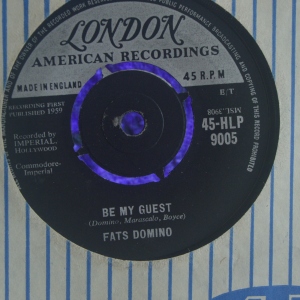 LONDON
AMERICAN RECORDINGS
MADE IN ENGLAND
45 R.P.M
E/T
RECORDING FIRST
PUBLISHED 1959
Recorded by
IMPERIAL,
HOLLYWOOD
Commodore-
Imperial
45-HLP
9005
BE MY GUEST
(Domino, Marascalo, Boyce)
FATS DOMINO